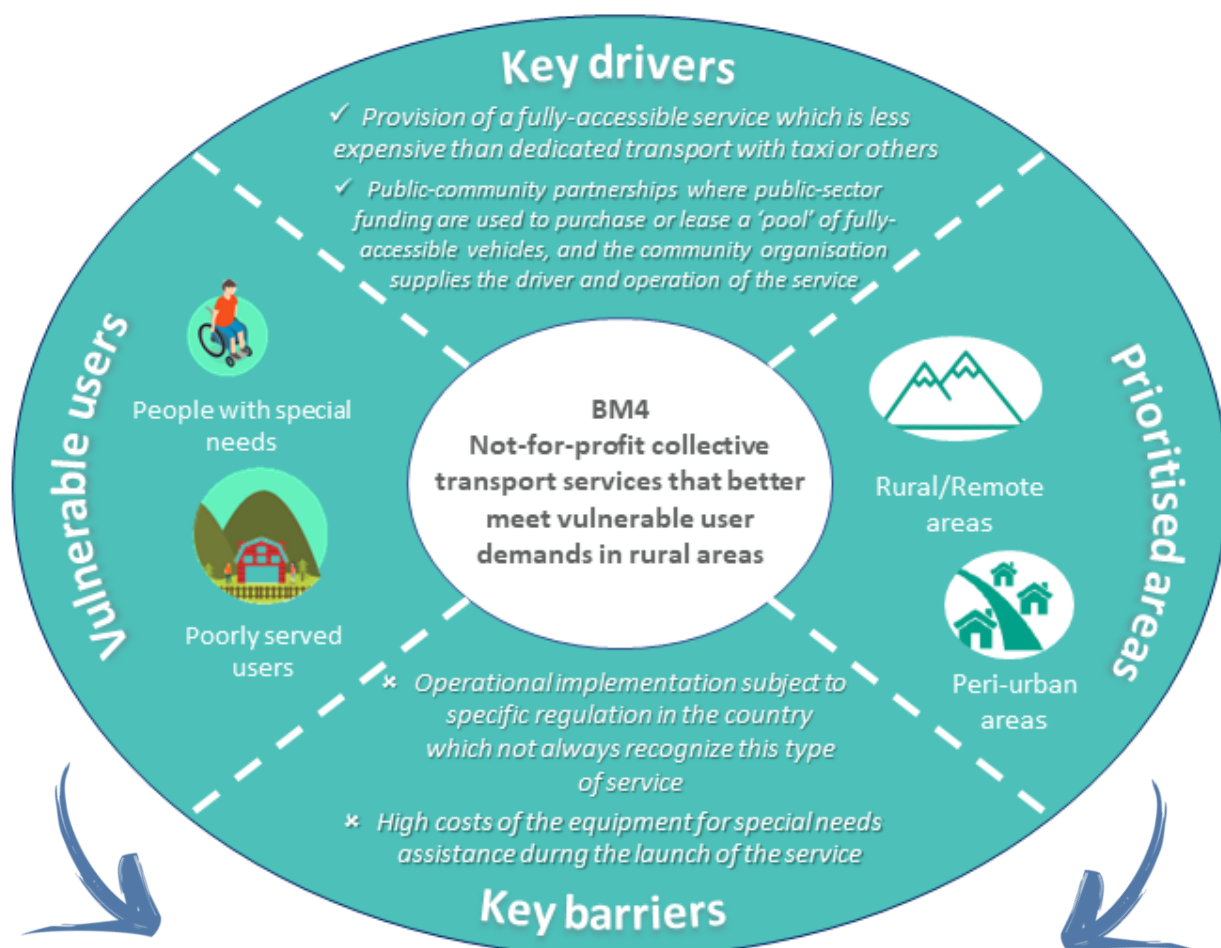 Key drivers
✓ Provision of a fully-accessible service which is less
expensive than dedicated transport with taxi or others
✓ Public-community partnerships where public-sector
funding are used to purchase or lease a ‘pool’ of fully-
accessible vehicles, and the community organisation
supplies the driver and operation of the service
Vulnerable users
People with special
needs
Poorly served
users
BM4
Not-for-profit collective
transport services that better
meet vulnerable user
demands in rural areas
Prioritised areas
Rural/Remote
areas
Peri-urban
areas
× Operational implementation subject to
specific regulation in the country
which not always recognize this type
of service
× High costs of the equipment for special needs
assistance durng the launch of the service
Key barriers